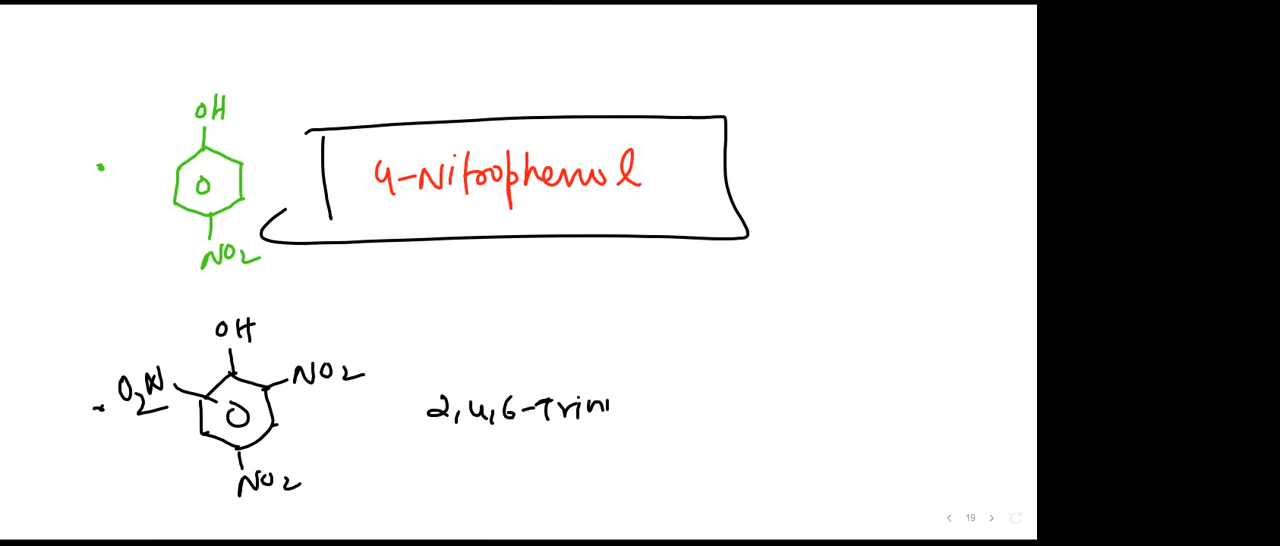 OH
4-Nitrophenol
NO2
OH
O2N
NO2
2,4,6-Trini
NO2
19